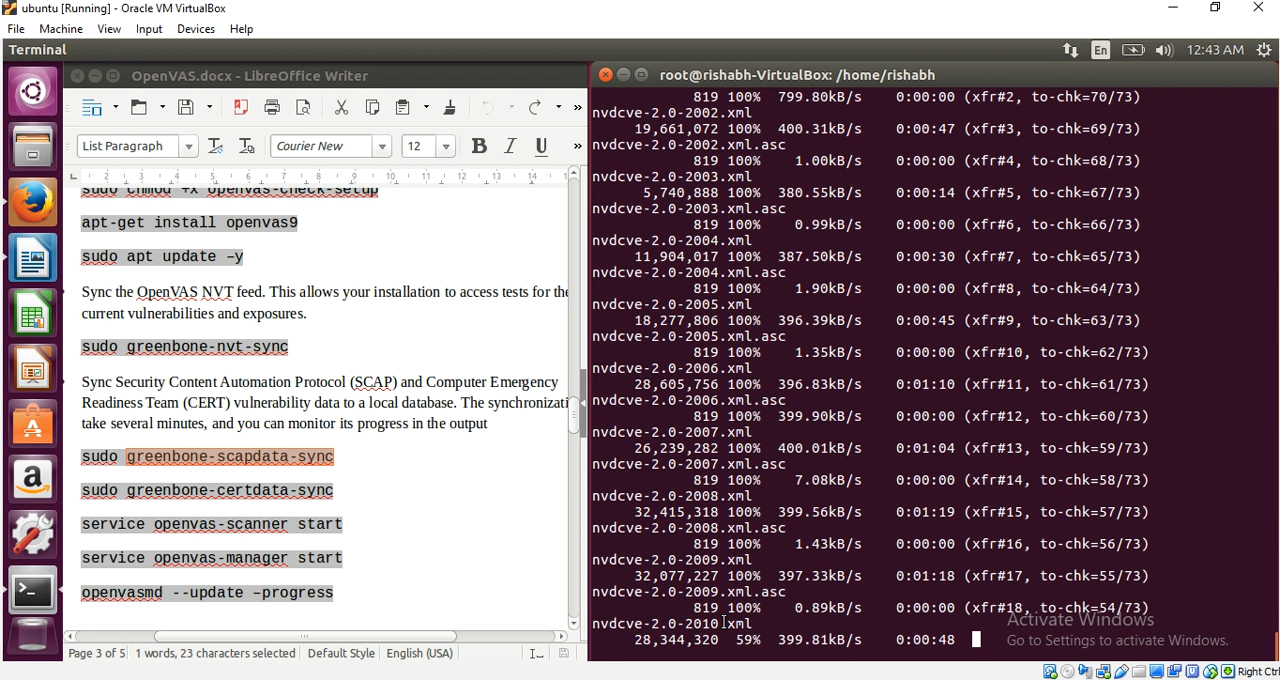 ubuntu [Running] - Oracle VM VirtualBox
File Machine View Input Devices Help
Terminal
En
12:43 AM
OpenVAS.docx - LibreOffice Writer
List Paragraph
Courier New
12
B I U
2 1 2 3 4 5 6 7 8 9 10 11 12 13 14
sudo chmod +x openvas-check-setup
apt-get install openvas9
sudo apt update –y
Sync the OpenVAS NVT feed. This allows your installation to access tests for the
current vulnerabilities and exposures.
sudo greenbone-nvt-sync
Sync Security Content Automation Protocol (SCAP) and Computer Emergency
Readiness Team (CERT) vulnerability data to a local database. The synchronizati
take several minutes, and you can monitor its progress in the output
sudo greenbone-scapdata-sync
sudo greenbone-certdata-sync
service openvas-scanner start
service openvas-manager start
openvasmd --update –progress
Page 3 of 5 1 words, 23 characters selected Default Style English (USA)
root@rishabh-VirtualBox: /home/rishabh
819 100% 799.80kB/s 0:00:00 (xfr#2, to-chk=70/73)
nvdcve-2.0-2002.xml
19,661,072 100% 400.31kB/s 0:00:47 (xfr#3, to-chk=69/73)
nvdcve-2.0-2002.xml.asc
819 100% 1.00kB/s 0:00:00 (xfr#4, to-chk=68/73)
nvdcve-2.0-2003.xml
5,740,888 100% 380.55kB/s 0:00:14 (xfr#5, to-chk=67/73)
nvdcve-2.0-2003.xml.asc
819 100% 0.99kB/s 0:00:00 (xfr#6, to-chk=66/73)
nvdcve-2.0-2004.xml
11,904,017 100% 387.50kB/s 0:00:30 (xfr#7, to-chk=65/73)
nvdcve-2.0-2004.xml.asc
819 100% 1.90kB/s 0:00:00 (xfr#8, to-chk=64/73)
nvdcve-2.0-2005.xml
18,277,806 100% 396.39kB/s 0:00:45 (xfr#9, to-chk=63/73)
nvdcve-2.0-2005.xml.asc
819 100% 1.35kB/s 0:00:00 (xfr#10, to-chk=62/73)
nvdcve-2.0-2006.xml
28,605,756 100% 396.83kB/s 0:01:10 (xfr#11, to-chk=61/73)
nvdcve-2.0-2006.xml.asc
819 100% 399.90kB/s 0:00:00 (xfr#12, to-chk=60/73)
nvdcve-2.0-2007.xml
26,239,282 100% 400.01kB/s 0:01:04 (xfr#13, to-chk=59/73)
nvdcve-2.0-2007.xml.asc
819 100% 7.08kB/s 0:00:00 (xfr#14, to-chk=58/73)
nvdcve-2.0-2008.xml
32,415,318 100% 399.56kB/s 0:01:19 (xfr#15, to-chk=57/73)
nvdcve-2.0-2008.xml.asc
819 100% 1.43kB/s 0:00:00 (xfr#16, to-chk=56/73)
nvdcve-2.0-2009.xml
32,077,227 100% 397.33kB/s 0:01:18 (xfr#17, to-chk=55/73)
nvdcve-2.0-2009.xml.asc
819 100% 0.89kB/s 0:00:00 (xfr#18, to-chk=54/73)
nvdcve-2.0-2010.xml
28,344,320 59% 399.81kB/s 0:00:48
Activate Windows
Go to Settings to activate Windows.
Right Ctrl